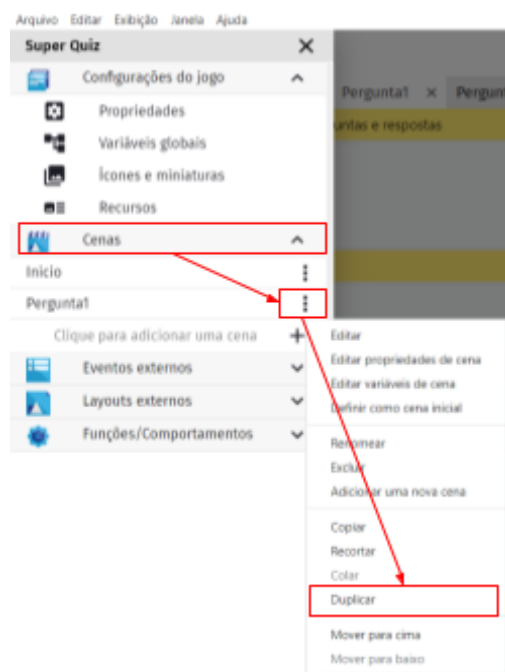 Arquivo Editar Exibição Janela Ajuda
Super Quiz
Configurações do jogo
Propriedades
Variáveis globais
Ícones e miniaturas
Recursos
Cenas
Inicio
Pergunta1
Clique para adicionar uma cena
Eventos externos
Layouts externos
Funções/Comportamentos
Pergunta1 × Pergun
untas e respostas
Editar
Editar propriedades de cena
Editar variáveis de cena
Definir como cena inicial
Renomear
Excluir
Adicionar uma nova cena
Copiar
Recortar
Colar
Duplicar
Mover para cima
Mover para baixo